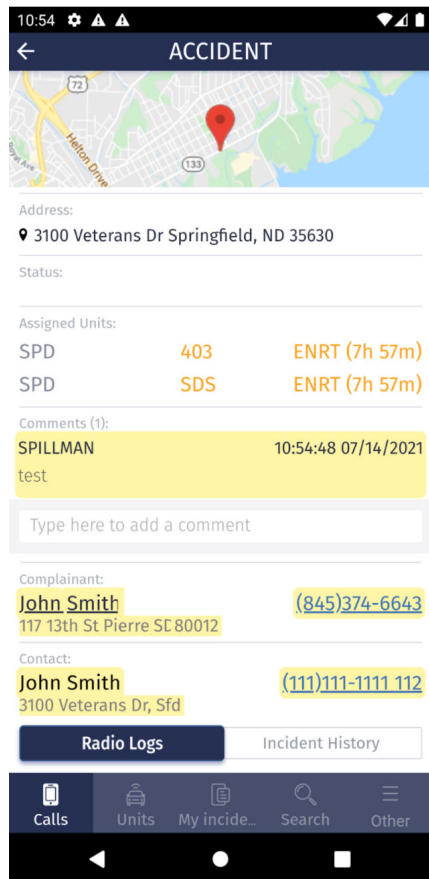 10:54
ACCIDENT
72
Helton Drive
133
Address:
3100 Veterans Dr Springfield, ND 35630
Status:
Assigned Units:
SPD 403 ENRT (7h 57m)
SPD SDS ENRT (7h 57m)
Comments (1):
SPILLMAN 10:54:48 07/14/2021
test
Type here to add a comment
Complainant:
John Smith (845)374-6643
117 13th St Pierre SD 80012
Contact:
John Smith (111)111-1111 112
3100 Veterans Dr, Sfd
Radio Logs Incident History
Calls Units My incide... Search Other